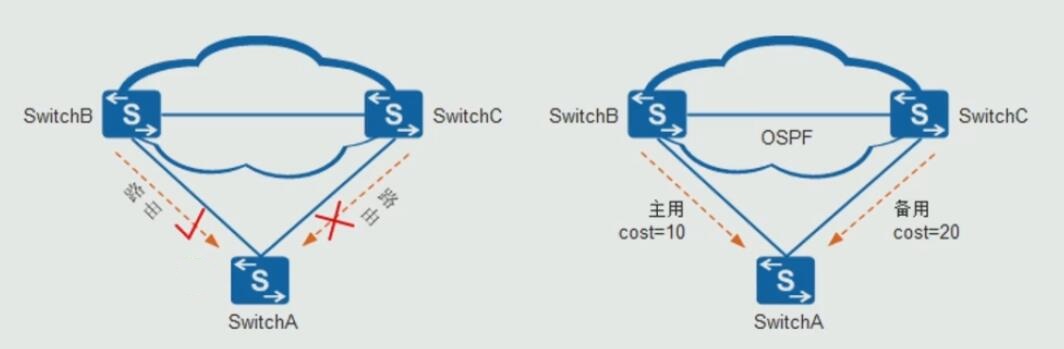 SwitchB
S
S
SwitchC
路由
路由
S
SwitchA
SwitchB
S
S
SwitchC
OSPF
主用
cost=10
备用
cost=20
S
SwitchA